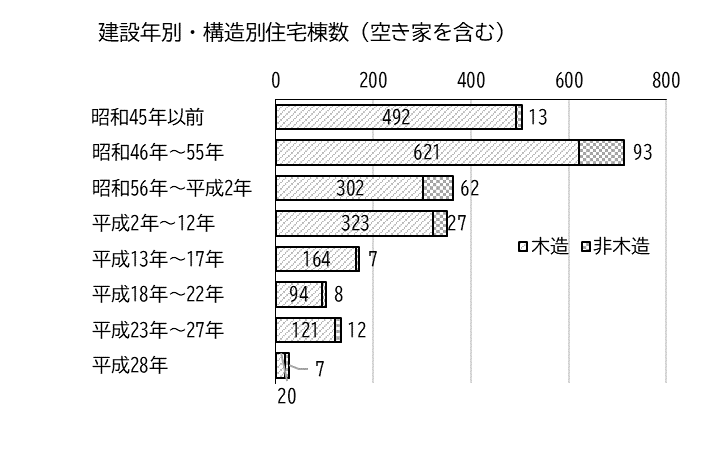 建設年別・構造別住宅棟数（空き家を含む）
0 200 400 600 800
昭和45年以前 492 13
昭和46年～55年 621 93
昭和56年～平成2年 302 62
平成2年～12年 323 27
木造 非木造
平成13年～17年 164 7
平成18年～22年 94 8
平成23年～27年 121 12
平成28年 7
20